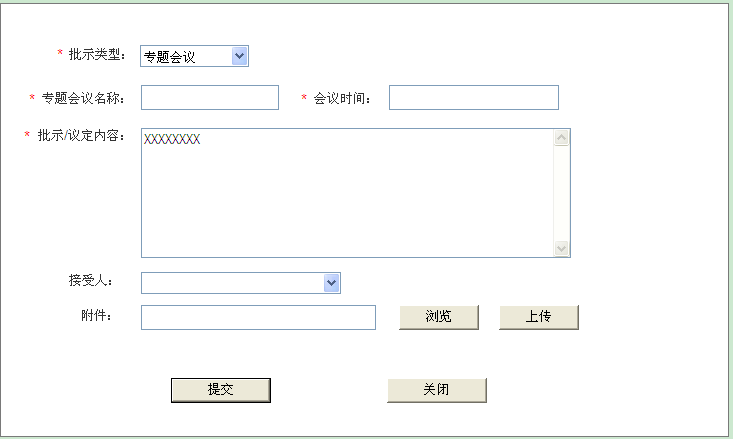 * 批示类型： 专题会议
* 专题会议名称： * 会议时间：
* 批示/议定内容： XXXXXXXX
接受人：
附件： 浏览 上传
提交 关闭